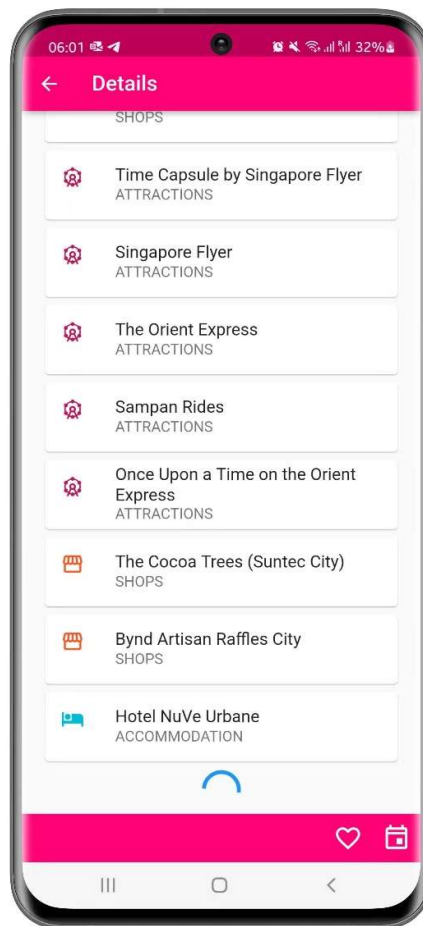 06:01
32%
Details
SHOPS
Time Capsule by Singapore Flyer
ATTRACTIONS
Singapore Flyer
ATTRACTIONS
The Orient Express
ATTRACTIONS
Sampan Rides
ATTRACTIONS
Once Upon a Time on the Orient
Express
ATTRACTIONS
The Cocoa Trees (Suntec City)
SHOPS
Bynd Artisan Raffles City
SHOPS
Hotel NuVe Urbane
ACCOMMODATION